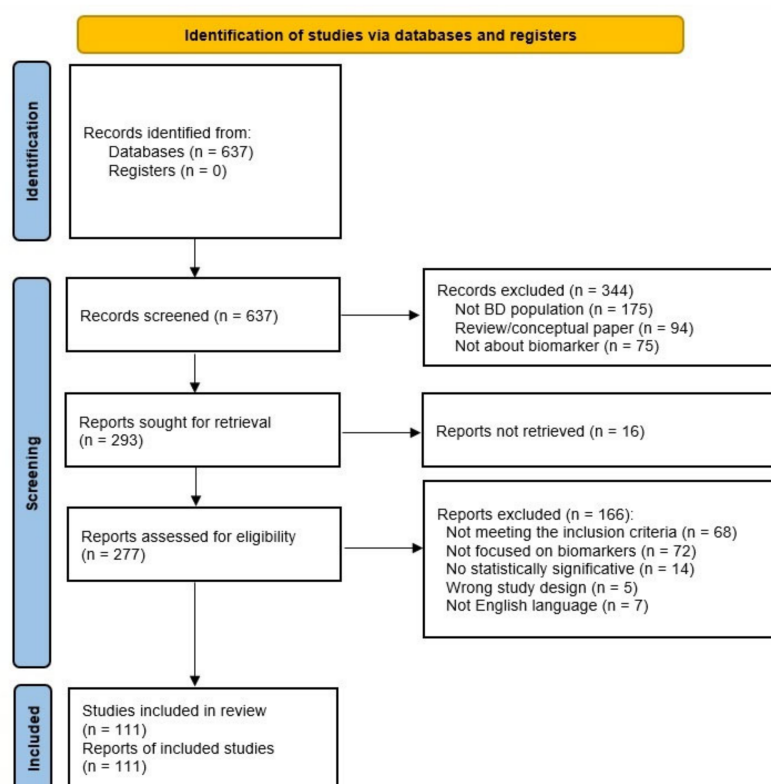 Identification of studies via databases and registers
Identification
Records identified from:
Databases (n = 637)
Registers (n = 0)
Screening
Records screened (n = 637)
Records excluded (n = 344)
Not BD population (n = 175)
Review/conceptual paper (n = 94)
Not about biomarker (n = 75)
Reports sought for retrieval
(n = 293)
Reports not retrieved (n = 16)
Reports assessed for eligibility
(n = 277)
Reports excluded (n = 166):
Not meeting the inclusion criteria (n = 68)
Not focused on biomarkers (n = 72)
No statistically significant (n = 14)
Wrong study design (n = 5)
Not English language (n = 7)
Included
Studies included in review
(n = 111)
Reports of included studies
(n = 111)